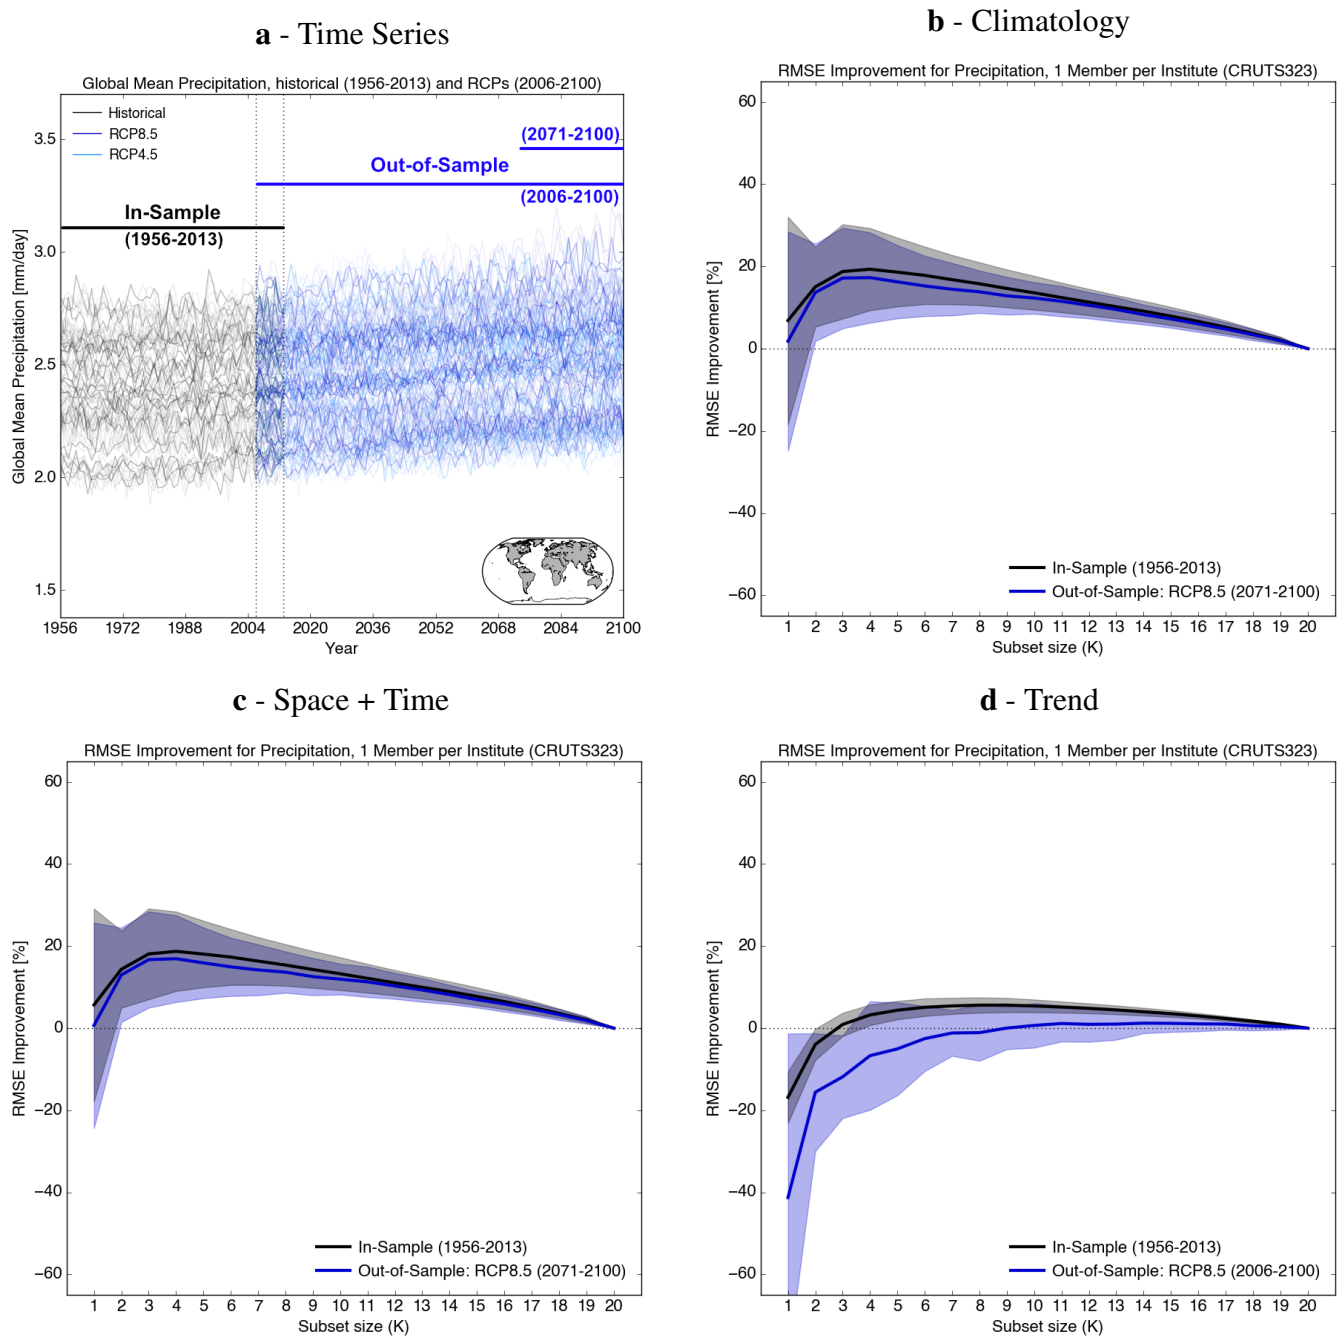 a - Time Series
Global Mean Precipitation, historical (1956-2013) and RCPs (2006-2100)
Historical
RCP8.5
RCP4.5
(2071-2100)
Out-of-Sample
(2006-2100)
In-Sample
(1956-2013)
Global Mean Precipitation [mm/day]
3.5
3.0
2.5
2.0
1.5
1956 1972 1988 2004 2020 2036 2052 2068 2084 2100
Year
b - Climatology
RMSE Improvement for Precipitation, 1 Member per Institute (CRUTS323)
RMSE Improvement [%]
60
40
20
0
−20
−40
−60
In-Sample (1956-2013)
Out-of-Sample: RCP8.5 (2071-2100)
1 2 3 4 5 6 7 8 9 10 11 12 13 14 15 16 17 18 19 20
Subset size (K)
c - Space + Time
RMSE Improvement for Precipitation, 1 Member per Institute (CRUTS323)
RMSE Improvement [%]
60
40
20
0
−20
−40
−60
In-Sample (1956-2013)
Out-of-Sample: RCP8.5 (2071-2100)
1 2 3 4 5 6 7 8 9 10 11 12 13 14 15 16 17 18 19 20
Subset size (K)
d - Trend
RMSE Improvement for Precipitation, 1 Member per Institute (CRUTS323)
RMSE Improvement [%]
60
40
20
0
−20
−40
−60
In-Sample (1956-2013)
Out-of-Sample: RCP8.5 (2006-2100)
1 2 3 4 5 6 7 8 9 10 11 12 13 14 15 16 17 18 19 20
Subset size (K)